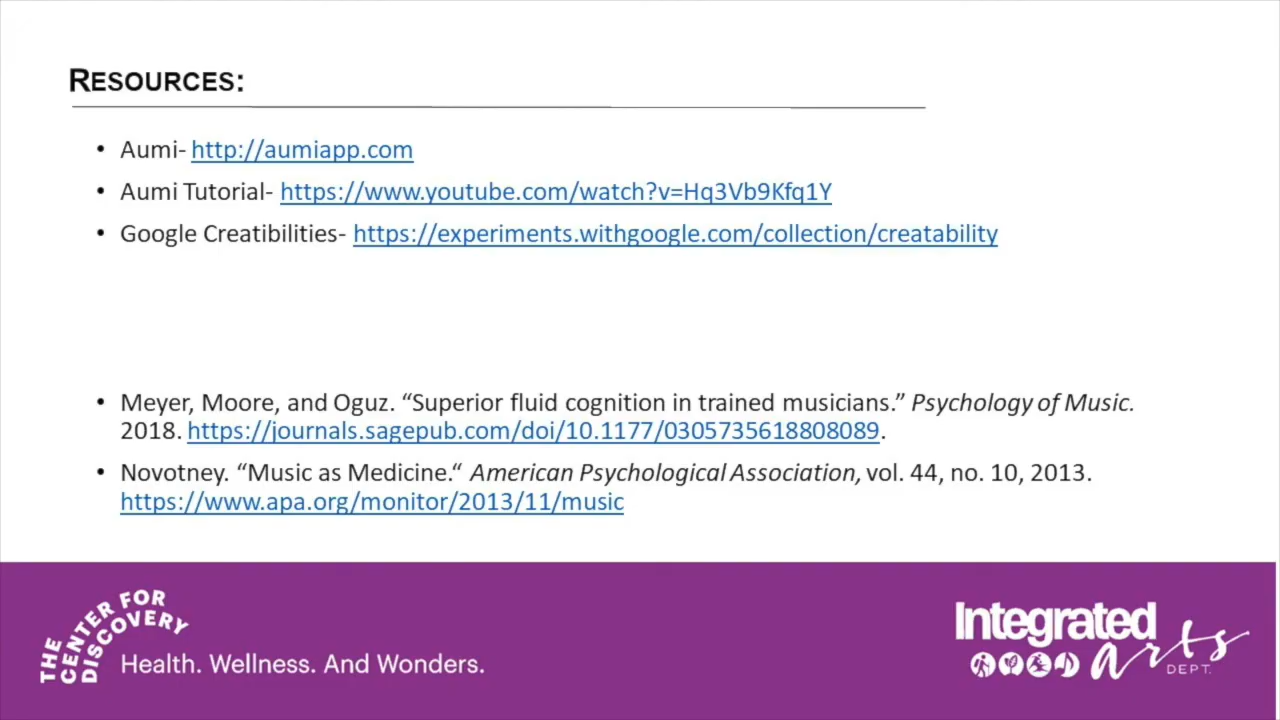 RESOURCES:
• Aumi- http://aumiapp.com
• Aumi Tutorial- https://www.youtube.com/watch?v=Hq3Vb9Kfq1Y
• Google Creatibilities- https://experiments.withgoogle.com/collection/creatability
• Meyer, Moore, and Oguz. “Superior fluid cognition in trained musicians.” Psychology of Music.
2018. https://journals.sagepub.com/doi/10.1177/0305735618808089.
• Novotney. “Music as Medicine.“ American Psychological Association, vol. 44, no. 10, 2013.
https://www.apa.org/monitor/2013/11/music
THE
CENTER FOR
DISCOVERY
Health. Wellness. And Wonders.
Integrated
arts
DEPT.